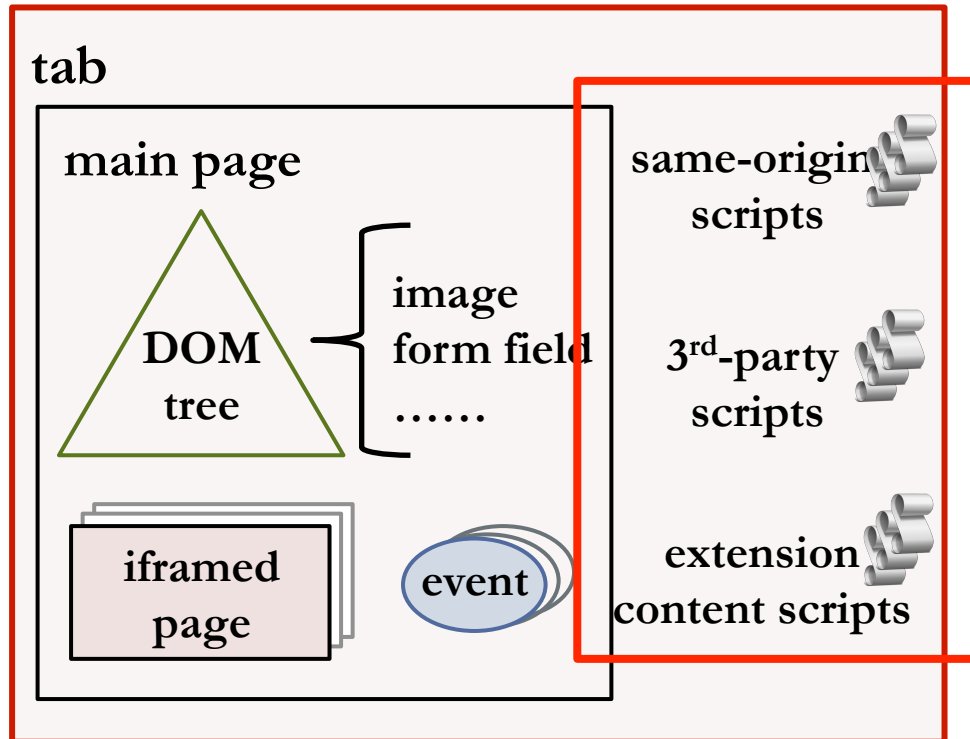 tab
main page
DOM
tree
image
form field
......
iframed
page
event
same-origin
scripts
3rd-party
scripts
extension
content scripts